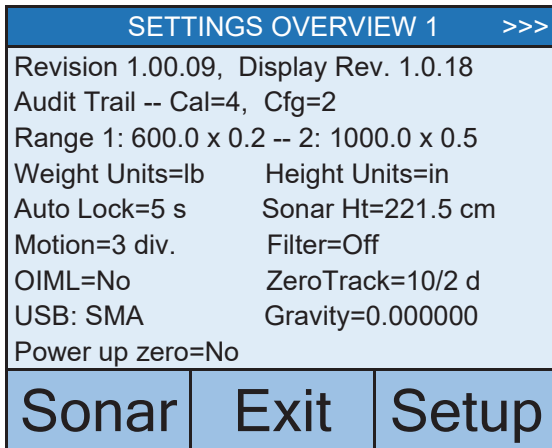 SETTINGS OVERVIEW 1 >>>
Revision 1.00.09, Display Rev. 1.0.18
Audit Trail -- Cal=4, Cfg=2
Range 1: 600.0 x 0.2 -- 2: 1000.0 x 0.5
Weight Units=lb Height Units=in
Auto Lock=5 s Sonar Ht=221.5 cm
Motion=3 div. Filter=Off
OIML=No ZeroTrack=10/2 d
USB: SMA Gravity=0.000000
Power up zero=No
Sonar Exit Setup